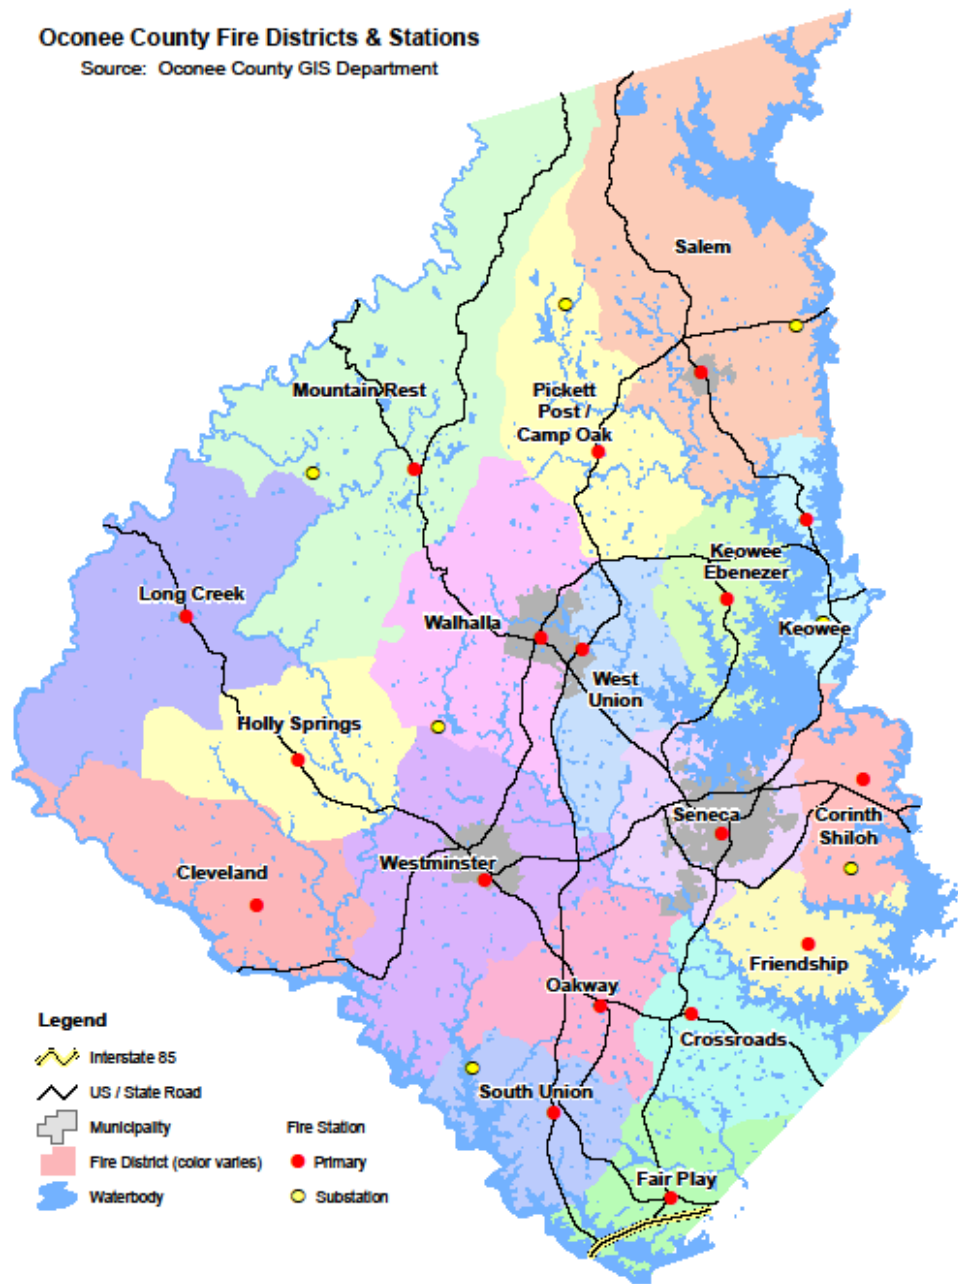 Oconee County Fire Districts & Stations
Source: Oconee County GIS Department
Salem
Mountain Rest
Pickett
Post /
Camp Oak
Keowee
Ebenezer
Long Creek
Walhalla
Keowee
West
Union
Holly Springs
Seneca
Corinth
Shiloh
Westminster
Cleveland
Friendship
Oakway
Crossroads
South Union
Fair Play
Legend
Interstate 85
US / State Road
Municipality
Fire District (color varies)
Waterbody
Fire Station
Primary
Substation